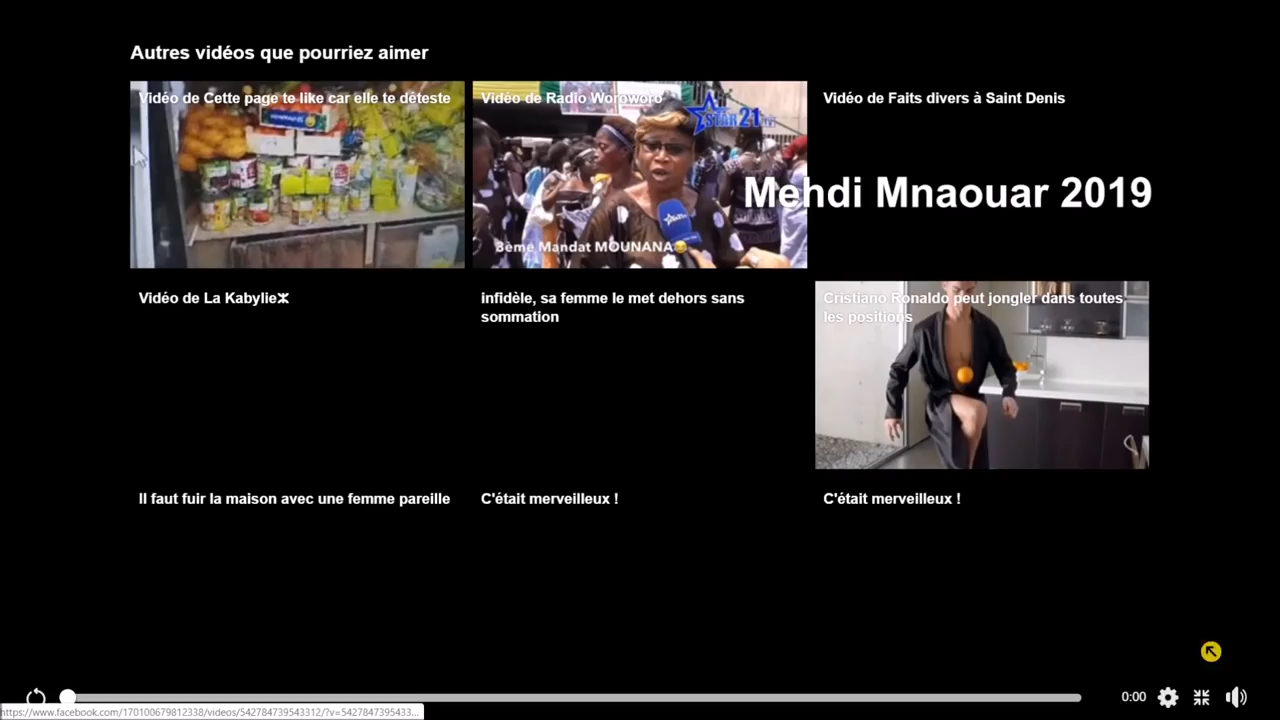 Autres vidéos que pourriez aimer
Vidéo de Cette page te like car elle te déteste
Vidéo de Radio Woroworo
Vidéo de Faits divers à Saint Denis
STAR 21
Mehdi Mnaouar 2019
3ème Mandat MOUNANA😂
Vidéo de La Kabylieⵣ
infidèle, sa femme le met dehors sans
sommation
Cristiano Ronaldo peut jongler dans toutes
les positions
Il faut fuir la maison avec une femme pareille
C'était merveilleux !
C'était merveilleux !
0:00
https://www.facebook.com/170100679812338/videos/542784739543312/?v=5427847395433...